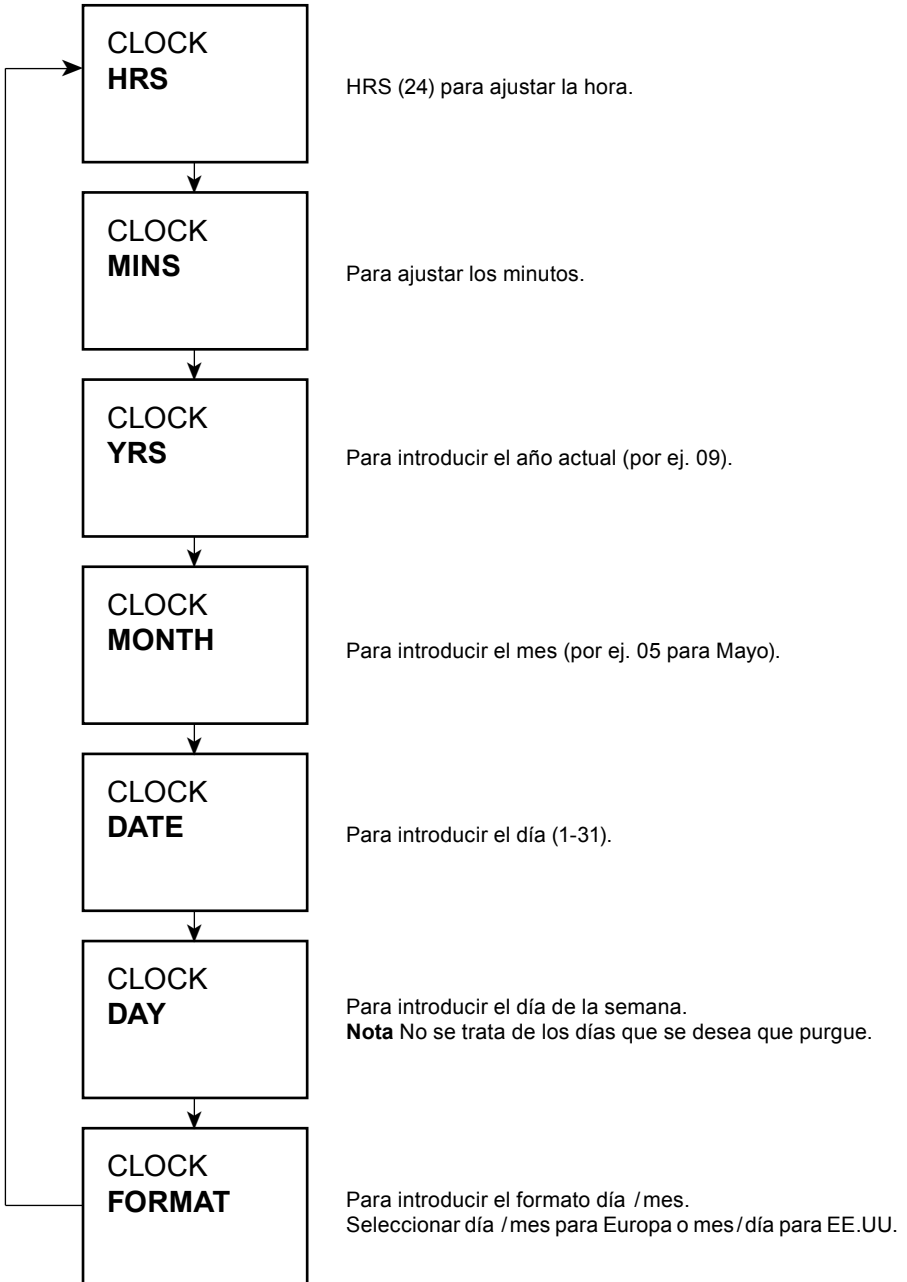 CLOCK
HRS
HRS (24) para ajustar la hora.
CLOCK
MINS
Para ajustar los minutos.
CLOCK
YRS
Para introducir el año actual (por ej. 09).
CLOCK
MONTH
Para introducir el mes (por ej. 05 para Mayo).
CLOCK
DATE
Para introducir el día (1-31).
CLOCK
DAY
Para introducir el día de la semana.
Nota No se trata de los días que se desea que purgue.
CLOCK
FORMAT
Para introducir el formato día / mes.
Seleccionar día / mes para Europa o mes / día para EE.UU.